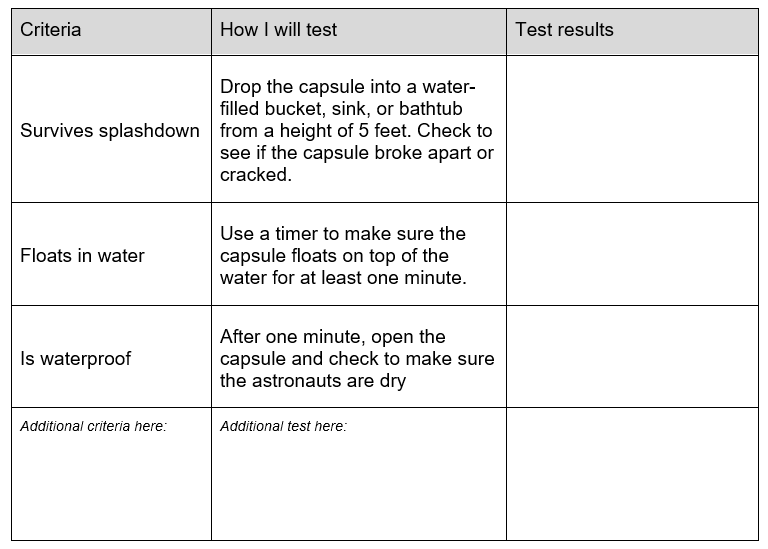 Criteria
How I will test
Test results
Survives splashdown
Drop the capsule into a water-
filled bucket, sink, or bathtub
from a height of 5 feet. Check to
see if the capsule broke apart or
cracked.
Floats in water
Use a timer to make sure the
capsule floats on top of the
water for at least one minute.
Is waterproof
After one minute, open the
capsule and check to make sure
the astronauts are dry
Additional criteria here:
Additional test here: